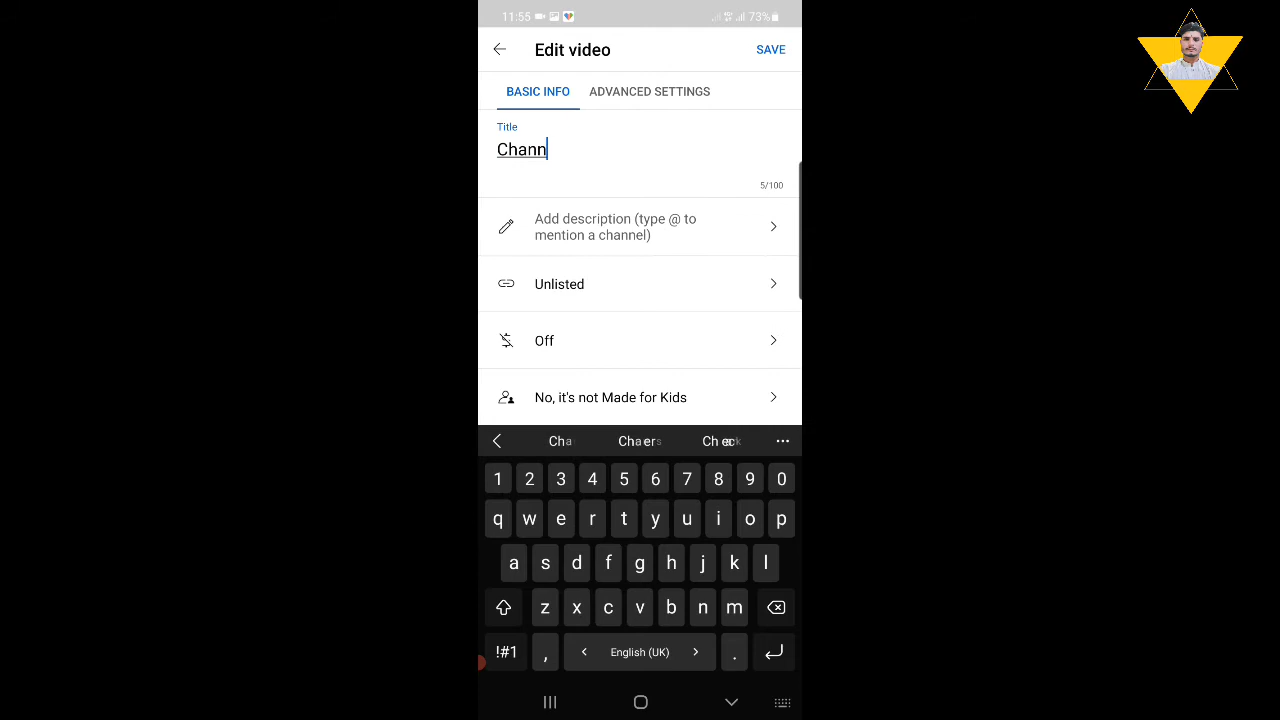 11:55 73%
Edit video SAVE
BASIC INFO ADVANCED SETTINGS
Title
Chann
5/100
Add description (type @ to
mention a channel)
Unlisted
Off
No, it's not Made for Kids
1 2 3 4 5 6 7 8 9 0
q w e r t y u i o p
a s d f g h j k l
z x c v b n m
!#1 , English (UK) .